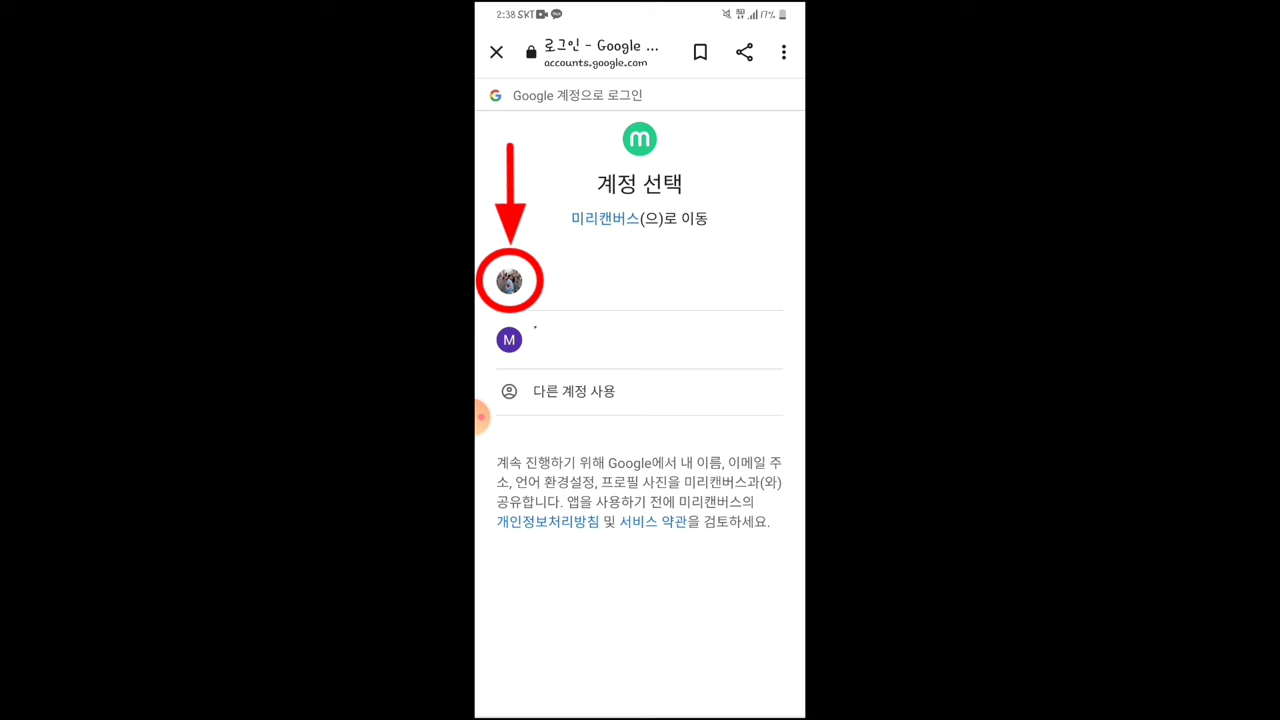 2:38 SKT
17%
로그인 - Google ...
accounts.google.com
Google 계정으로 로그인
m
계정 선택
미리캔버스(으)로 이동
M
다른 계정 사용
계속 진행하기 위해 Google에서 내 이름, 이메일 주
소, 언어 환경설정, 프로필 사진을 미리캔버스과(와)
공유합니다. 앱을 사용하기 전에 미리캔버스의
개인정보처리방침 및 서비스 약관을 검토하세요.